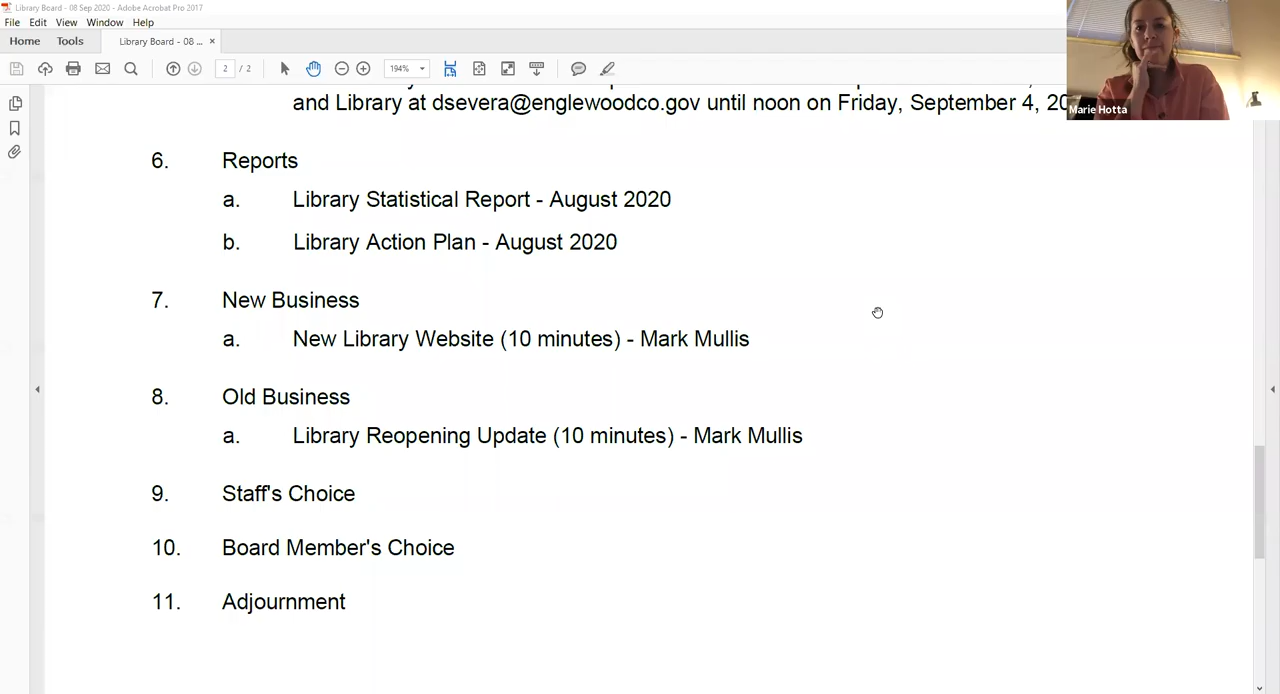 Library Board - 08 Sep 2020 - Adobe Acrobat Pro 2017
File Edit View Window Help
Home Tools Library Board - 08 ... ×
2 / 2 194%
and Library at dsevera@englewoodco.gov until noon on Friday, September 4, 20
Marie Hotta
6. Reports
a. Library Statistical Report - August 2020
b. Library Action Plan - August 2020
7. New Business
a. New Library Website (10 minutes) - Mark Mullis
8. Old Business
a. Library Reopening Update (10 minutes) - Mark Mullis
9. Staff's Choice
10. Board Member's Choice
11. Adjournment